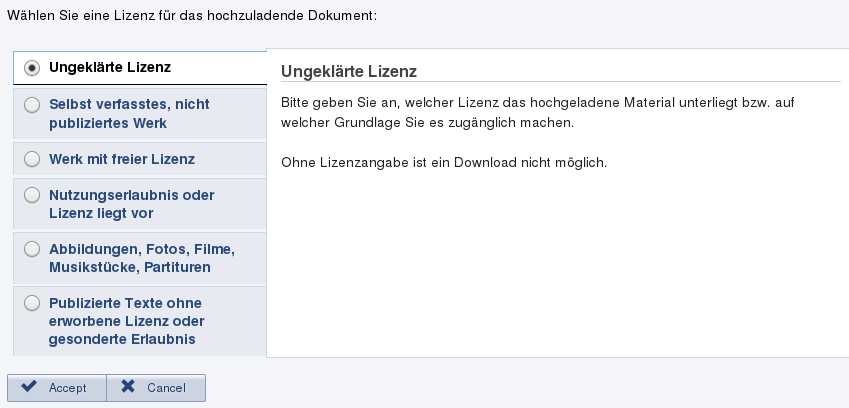 Wählen Sie eine Lizenz für das hochzuladende Dokument:
Ungeklärte Lizenz
Selbst verfasstes, nicht
publiziertes Werk
Werk mit freier Lizenz
Nutzungserlaubnis oder
Lizenz liegt vor
Abbildungen, Fotos, Filme,
Musikstücke, Partituren
Publizierte Texte ohne
erworbene Lizenz oder
gesonderte Erlaubnis
Ungeklärte Lizenz
Bitte geben Sie an, welcher Lizenz das hochgeladene Material unterliegt bzw. auf
welcher Grundlage Sie es zugänglich machen.
Ohne Lizenzangabe ist ein Download nicht möglich.
Accept
Cancel